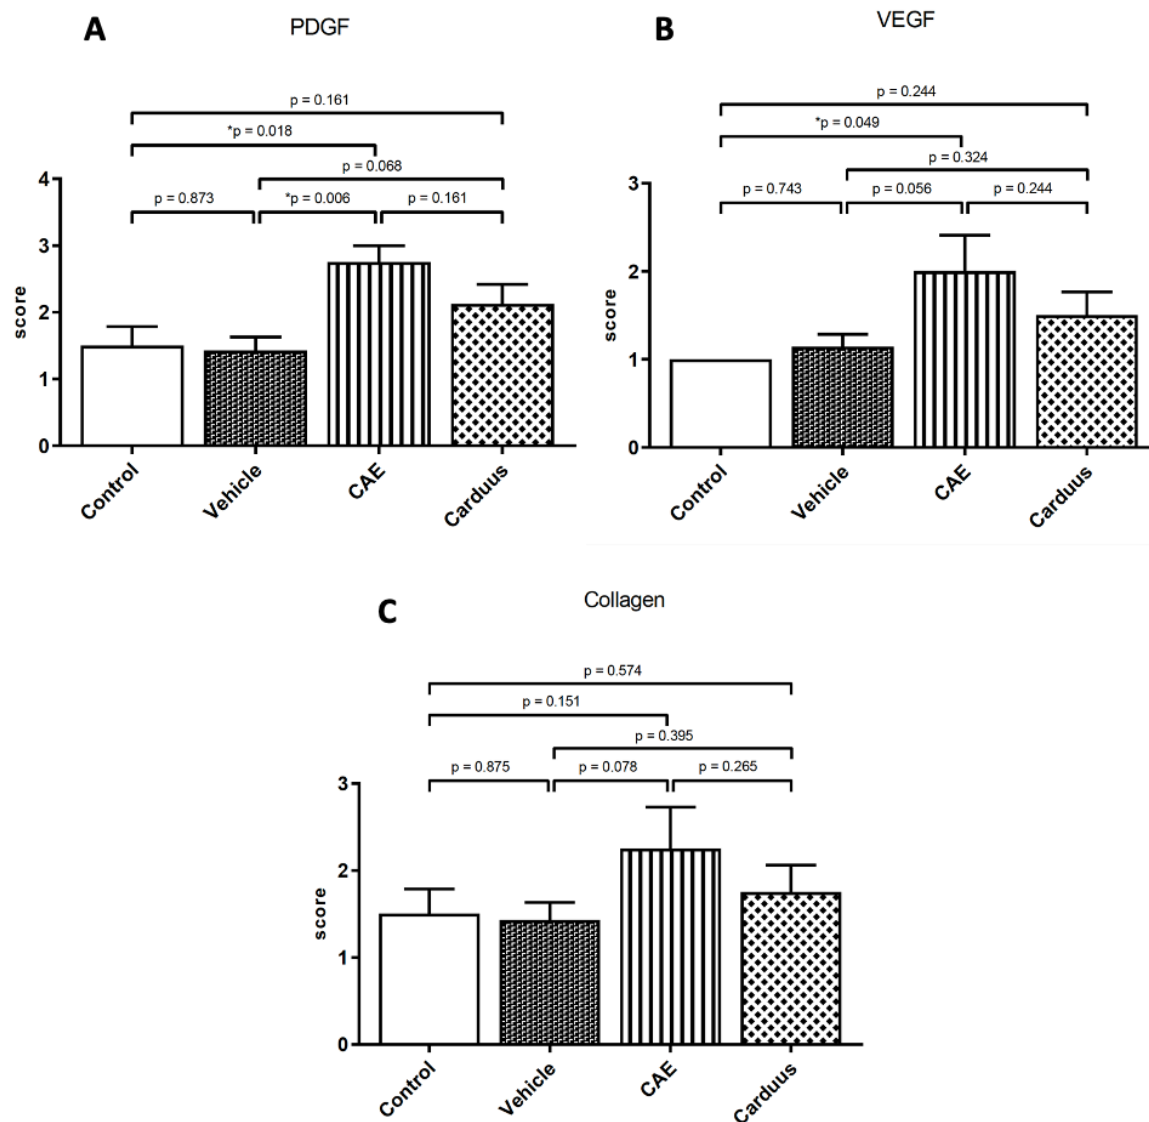 A
PDGF
p = 0.161
*p = 0.018
p = 0.068
p = 0.873
*p = 0.006
p = 0.161
4
3
2
1
0
score
Control
Vehicle
CAE
Carduus
B
VEGF
p = 0.244
*p = 0.049
p = 0.324
p = 0.743
p = 0.056
p = 0.244
3
2
1
0
score
Control
Vehicle
CAE
Carduus
C
Collagen
p = 0.574
p = 0.151
p = 0.395
p = 0.875
p = 0.078
p = 0.265
3
2
1
0
score
Control
Vehicle
CAE
Carduus